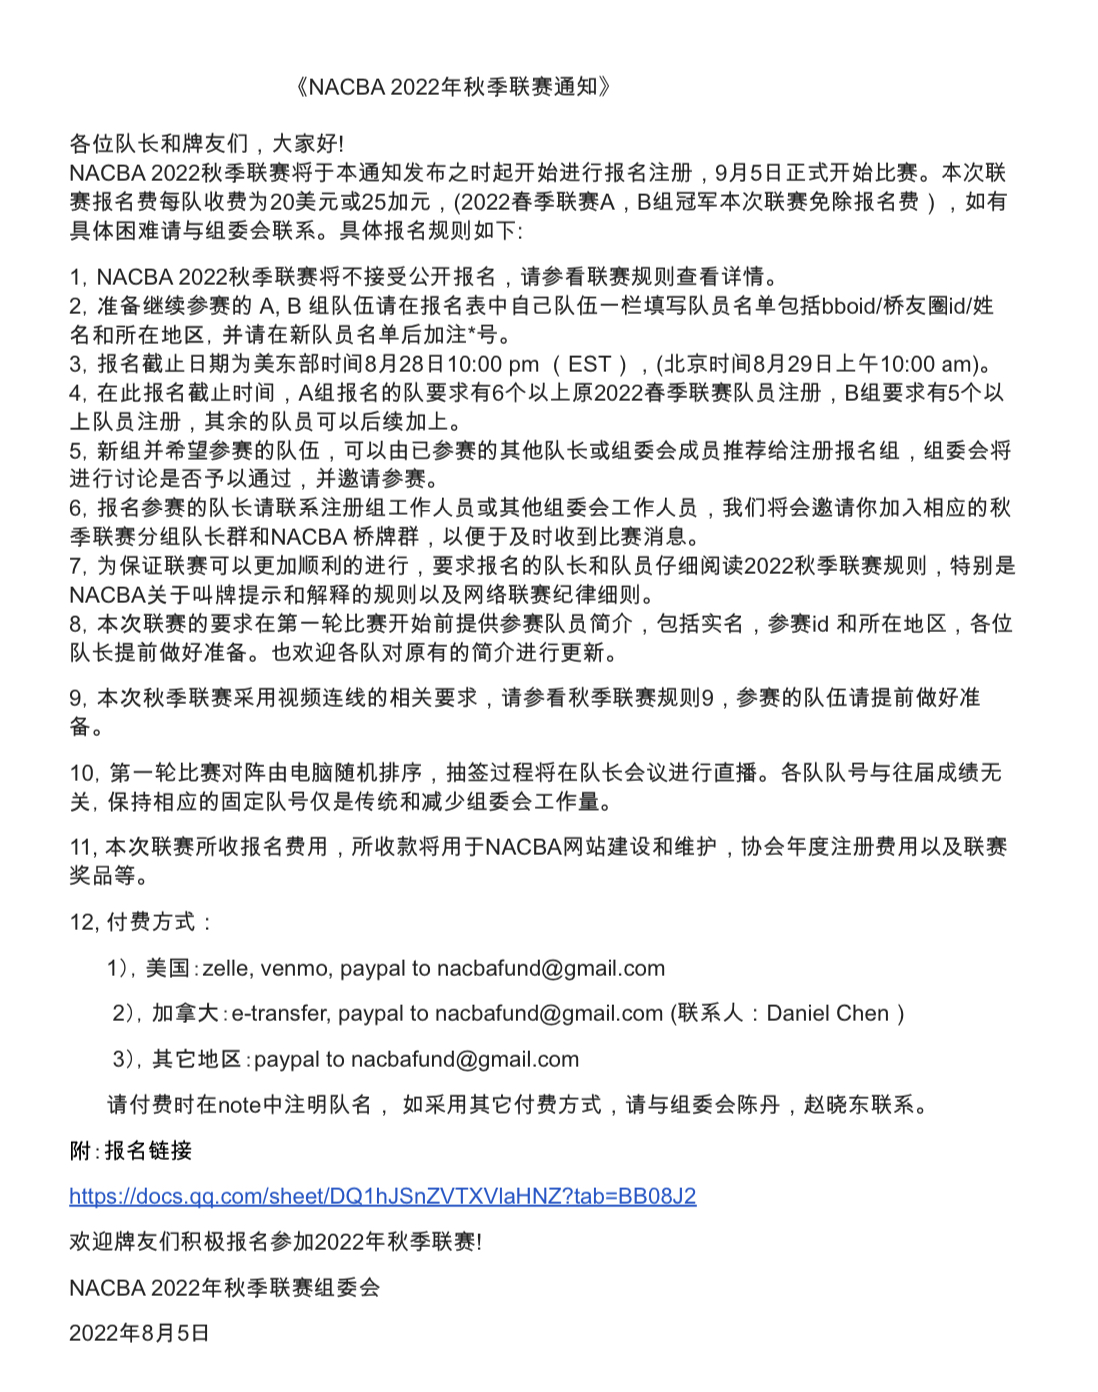 《NACBA 2022年秋季联赛通知》
各位队长和牌友们，大家好!
NACBA 2022秋季联赛将于本通知发布之时起开始进行报名注册，9月5日正式开始比赛。本次联
赛报名费每队收费为20美元或25加元，(2022春季联赛A，B组冠军本次联赛免除报名费），如有
具体困难请与组委会联系。具体报名规则如下:
1, NACBA 2022秋季联赛将不接受公开报名，请参看联赛规则查看详情。
2, 准备继续参赛的 A, B 组队伍请在报名表中自己队伍一栏填写队员名单包括bboid/桥友圈id/姓
名和所在地区, 并请在新队员名单后加注*号。
3, 报名截止日期为美东部时间8月28日10:00 pm （EST），(北京时间8月29日上午10:00 am)。
4, 在此报名截止时间，A组报名的队要求有6个以上原2022春季联赛队员注册，B组要求有5个以
上队员注册，其余的队员可以后续加上。
5, 新组并希望参赛的队伍，可以由已参赛的其他队长或组委会成员推荐给注册报名组，组委会将
进行讨论是否予以通过，并邀请参赛。
6, 报名参赛的队长请联系注册组工作人员或其他组委会工作人员，我们将会邀请你加入相应的秋
季联赛分组队长群和NACBA 桥牌群，以便于及时收到比赛消息。
7, 为保证联赛可以更加顺利的进行，要求报名的队长和队员仔细阅读2022秋季联赛规则，特别是
NACBA关于叫牌提示和解释的规则以及网络联赛纪律细则。
8, 本次联赛的要求在第一轮比赛开始前提供参赛队员简介，包括实名，参赛id 和所在地区，各位
队长提前做好准备。也欢迎各队对原有的简介进行更新。
9, 本次秋季联赛采用视频连线的相关要求，请参看秋季联赛规则9，参赛的队伍请提前做好准
备。
10, 第一轮比赛对阵由电脑随机排序，抽签过程将在队长会议进行直播。各队队号与往届成绩无
关, 保持相应的固定队号仅是传统和减少组委会工作量。
11, 本次联赛所收报名费用，所收款将用于NACBA网站建设和维护，协会年度注册费用以及联赛
奖品等。
12, 付费方式：
1）, 美国:zelle, venmo, paypal to nacbafund@gmail.com
2）, 加拿大:e-transfer, paypal to nacbafund@gmail.com (联系人：Daniel Chen）
3）, 其它地区:paypal to nacbafund@gmail.com
请付费时在note中注明队名， 如采用其它付费方式，请与组委会陈丹，赵晓东联系。
附:报名链接
https://docs.qq.com/sheet/DQ1hJSnZVTXVlaHNZ?tab=BB08J2
欢迎牌友们积极报名参加2022年秋季联赛!
NACBA 2022年秋季联赛组委会
2022年8月5日